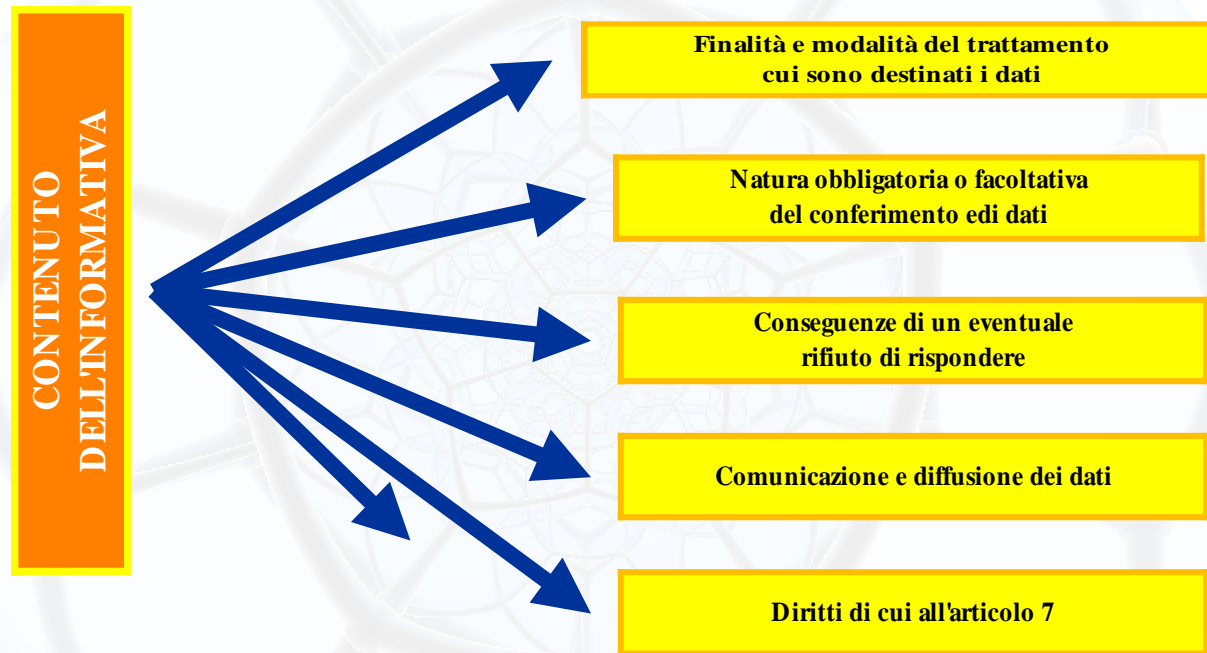 CONTENUTO
DELL'INFORMATIVA
Finalità e modalità del trattamento
cui sono destinati i dati
Natura obbligatoria o facoltativa
del conferimento edi dati
Conseguenze di un eventuale
rifiuto di rispondere
Comunicazione e diffusione dei dati
Diritti di cui all'articolo 7